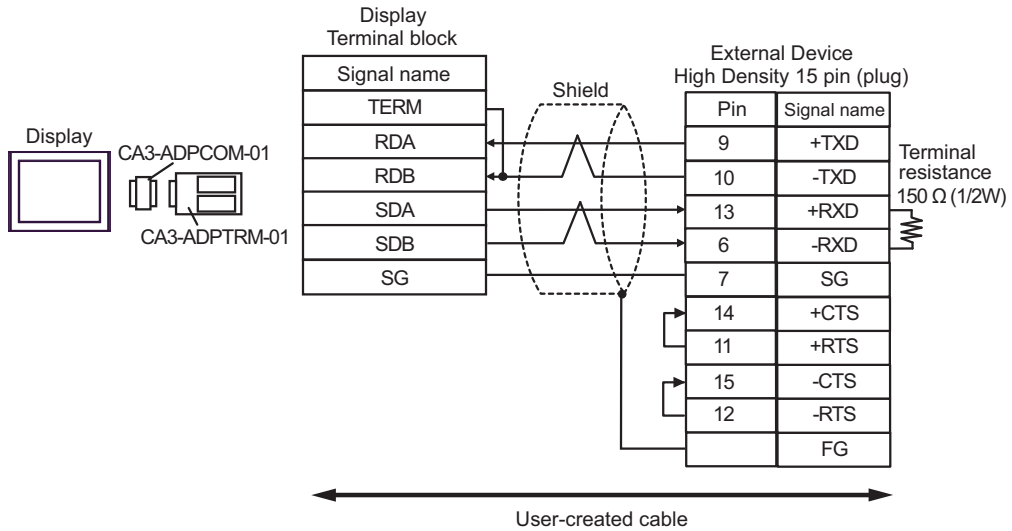 Display
Terminal block
External Device
High Density 15 pin (plug)
Signal name
Shield
Pin Signal name
TERM
RDA
RDB
SDA
SDB
SG
Display
CA3-ADPCOM-01
CA3-ADPTRM-01
9 +TXD
10 -TXD
13 +RXD
6 -RXD
7 SG
14 +CTS
11 +RTS
15 -CTS
12 -RTS
FG
Terminal
resistance
150 Ω (1/2W)
User-created cable